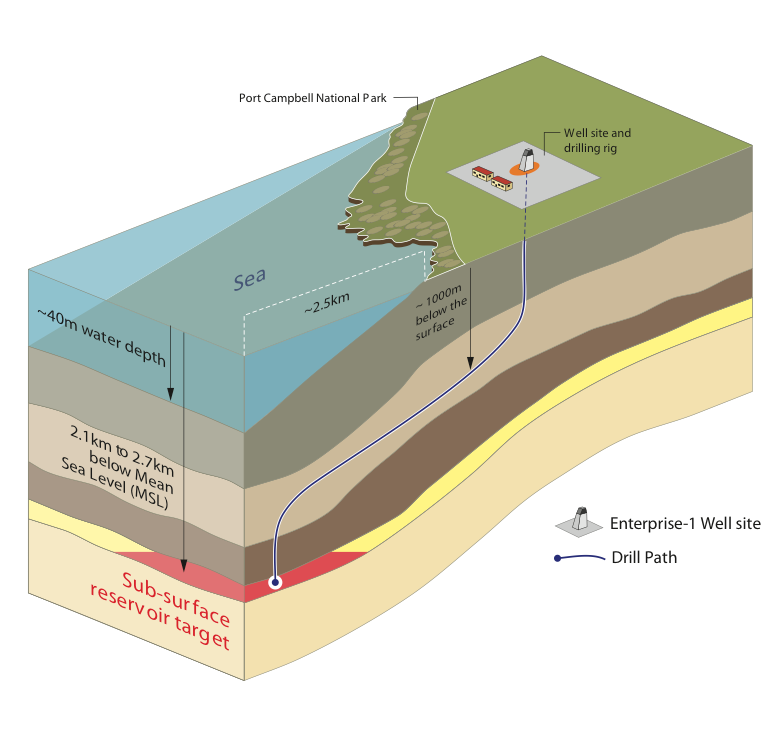 Port Campbell National Park
Well site and
drilling rig
Sea
~2.5km
~ 1000m
below the
surface
~40m water depth
2.1km to 2.7km
below Mean
Sea Level (MSL)
Sub-surface
reservoir target
Enterprise-1 Well site
Drill Path